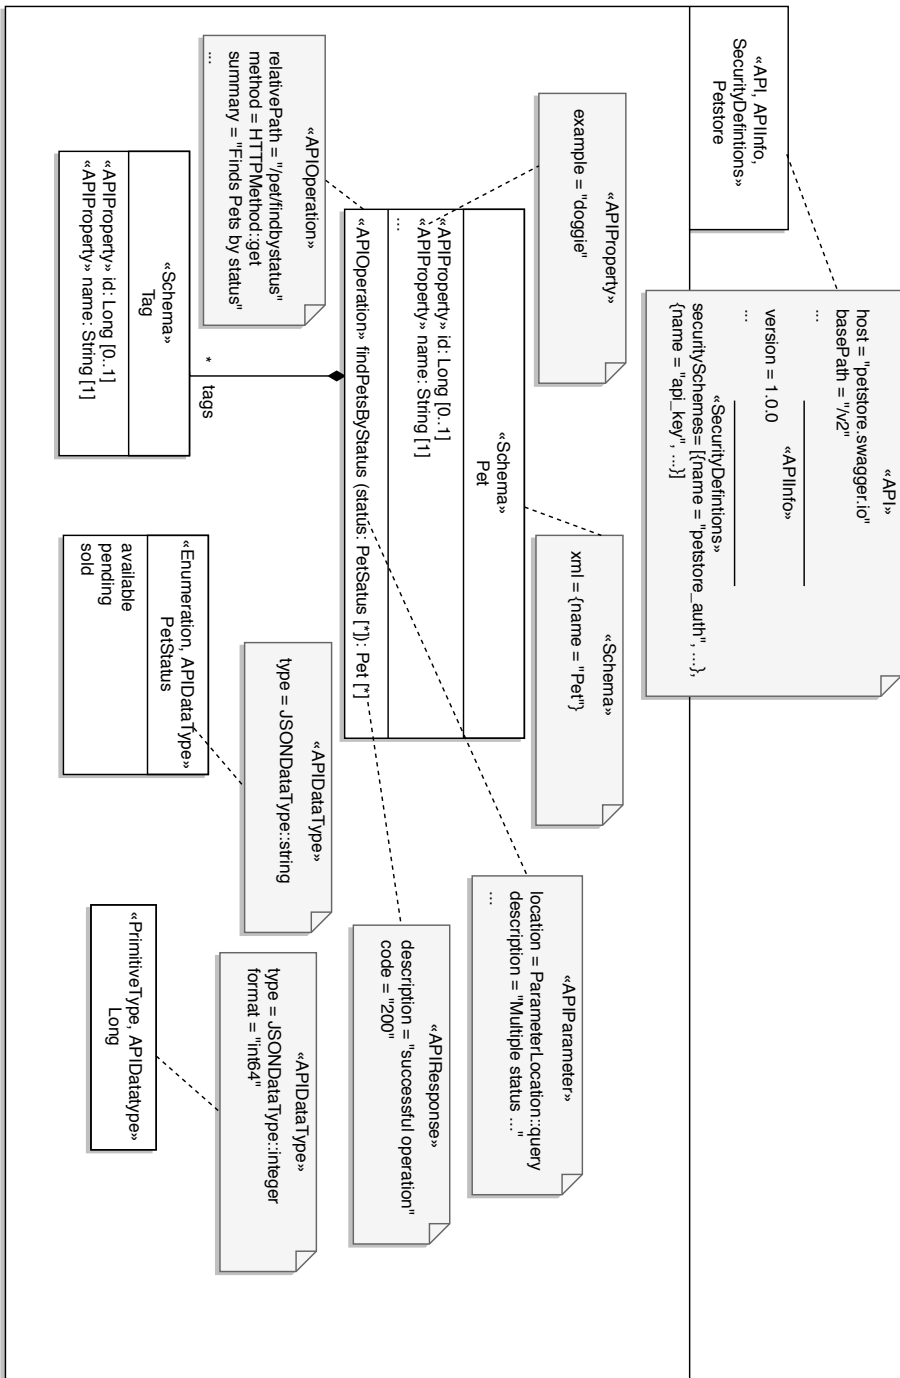 «API, APIInfo,
SecurityDefintions»
Petstore
«API»
host = "petstore.swagger.io"
basePath = "/v2"
...
«APIInfo»
version = 1.0.0
...
«SecurityDefintions»
securitySchemes= [{name = "petstore_auth", ...},
{name = "api_key", ...}]
«APIProperty»
example = "doggie"
«Schema»
xml = {name = "Pet"}
«Schema»
Pet
«APIProperty» id: Long [0..1]
«APIProperty» name: String [1]
...
«APIOperation» findPetsByStatus (status: PetSatus [*]): Pet [*]
«APIOperation»
relativePath = "/pet/findbystatus"
method = HTTPMethod::get
summary = "Finds Pets by status"
...
«APIParameter»
location = ParameterLocation::query
description = "Multiple status ..."
...
«APIResponse»
description = "successful operation"
code = "200"
*
tags
«Schema»
Tag
«APIProperty» id: Long [0..1]
«APIProperty» name: String [1]
«APIDataType»
type = JSONDataType::string
«Enumeration, APIDataType»
PetStatus
available
pending
sold
«APIDataType»
type = JSONDataType::integer
format = "int64"
«PrimitiveType, APIDatatype»
Long